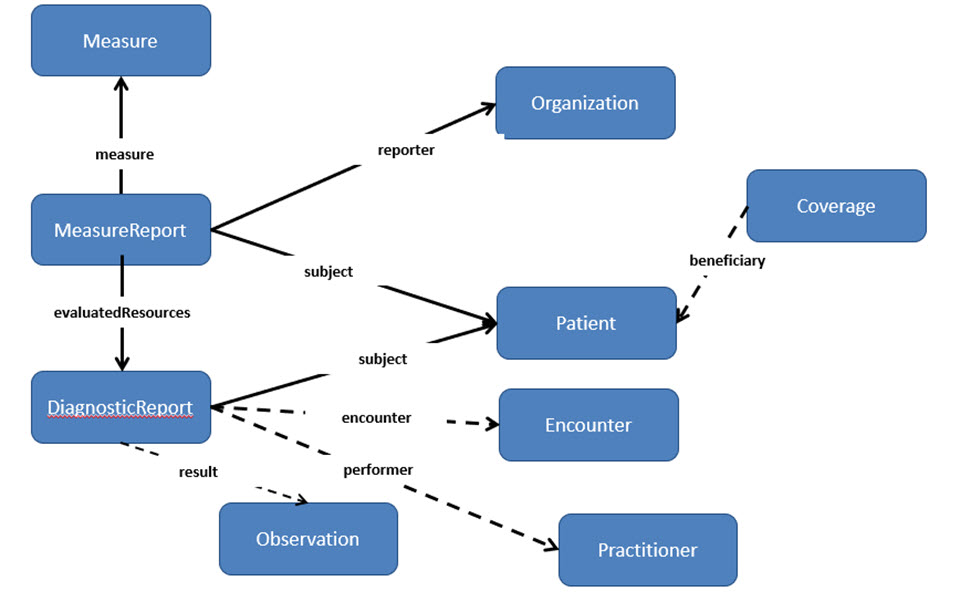 Measure
Organization
measure
reporter
Coverage
MeasureReport
beneficiary
subject
evaluatedResources
Patient
subject
DiagnosticReport
encounter
Encounter
result
performer
Observation
Practitioner